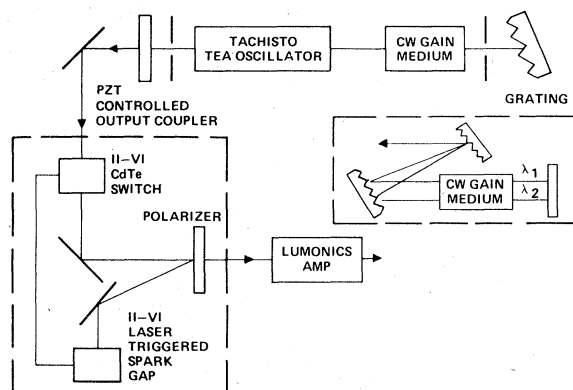 TACHISTO
TEA OSCILLATOR
CW GAIN
MEDIUM
GRATING
PZT
CONTROLLED
OUTPUT COUPLER
II–VI
CdTe
SWITCH
POLARIZER
LUMONICS
AMP
II–VI
LASER
TRIGGERED
SPARK
GAP
CW GAIN
MEDIUM
λ1
λ2